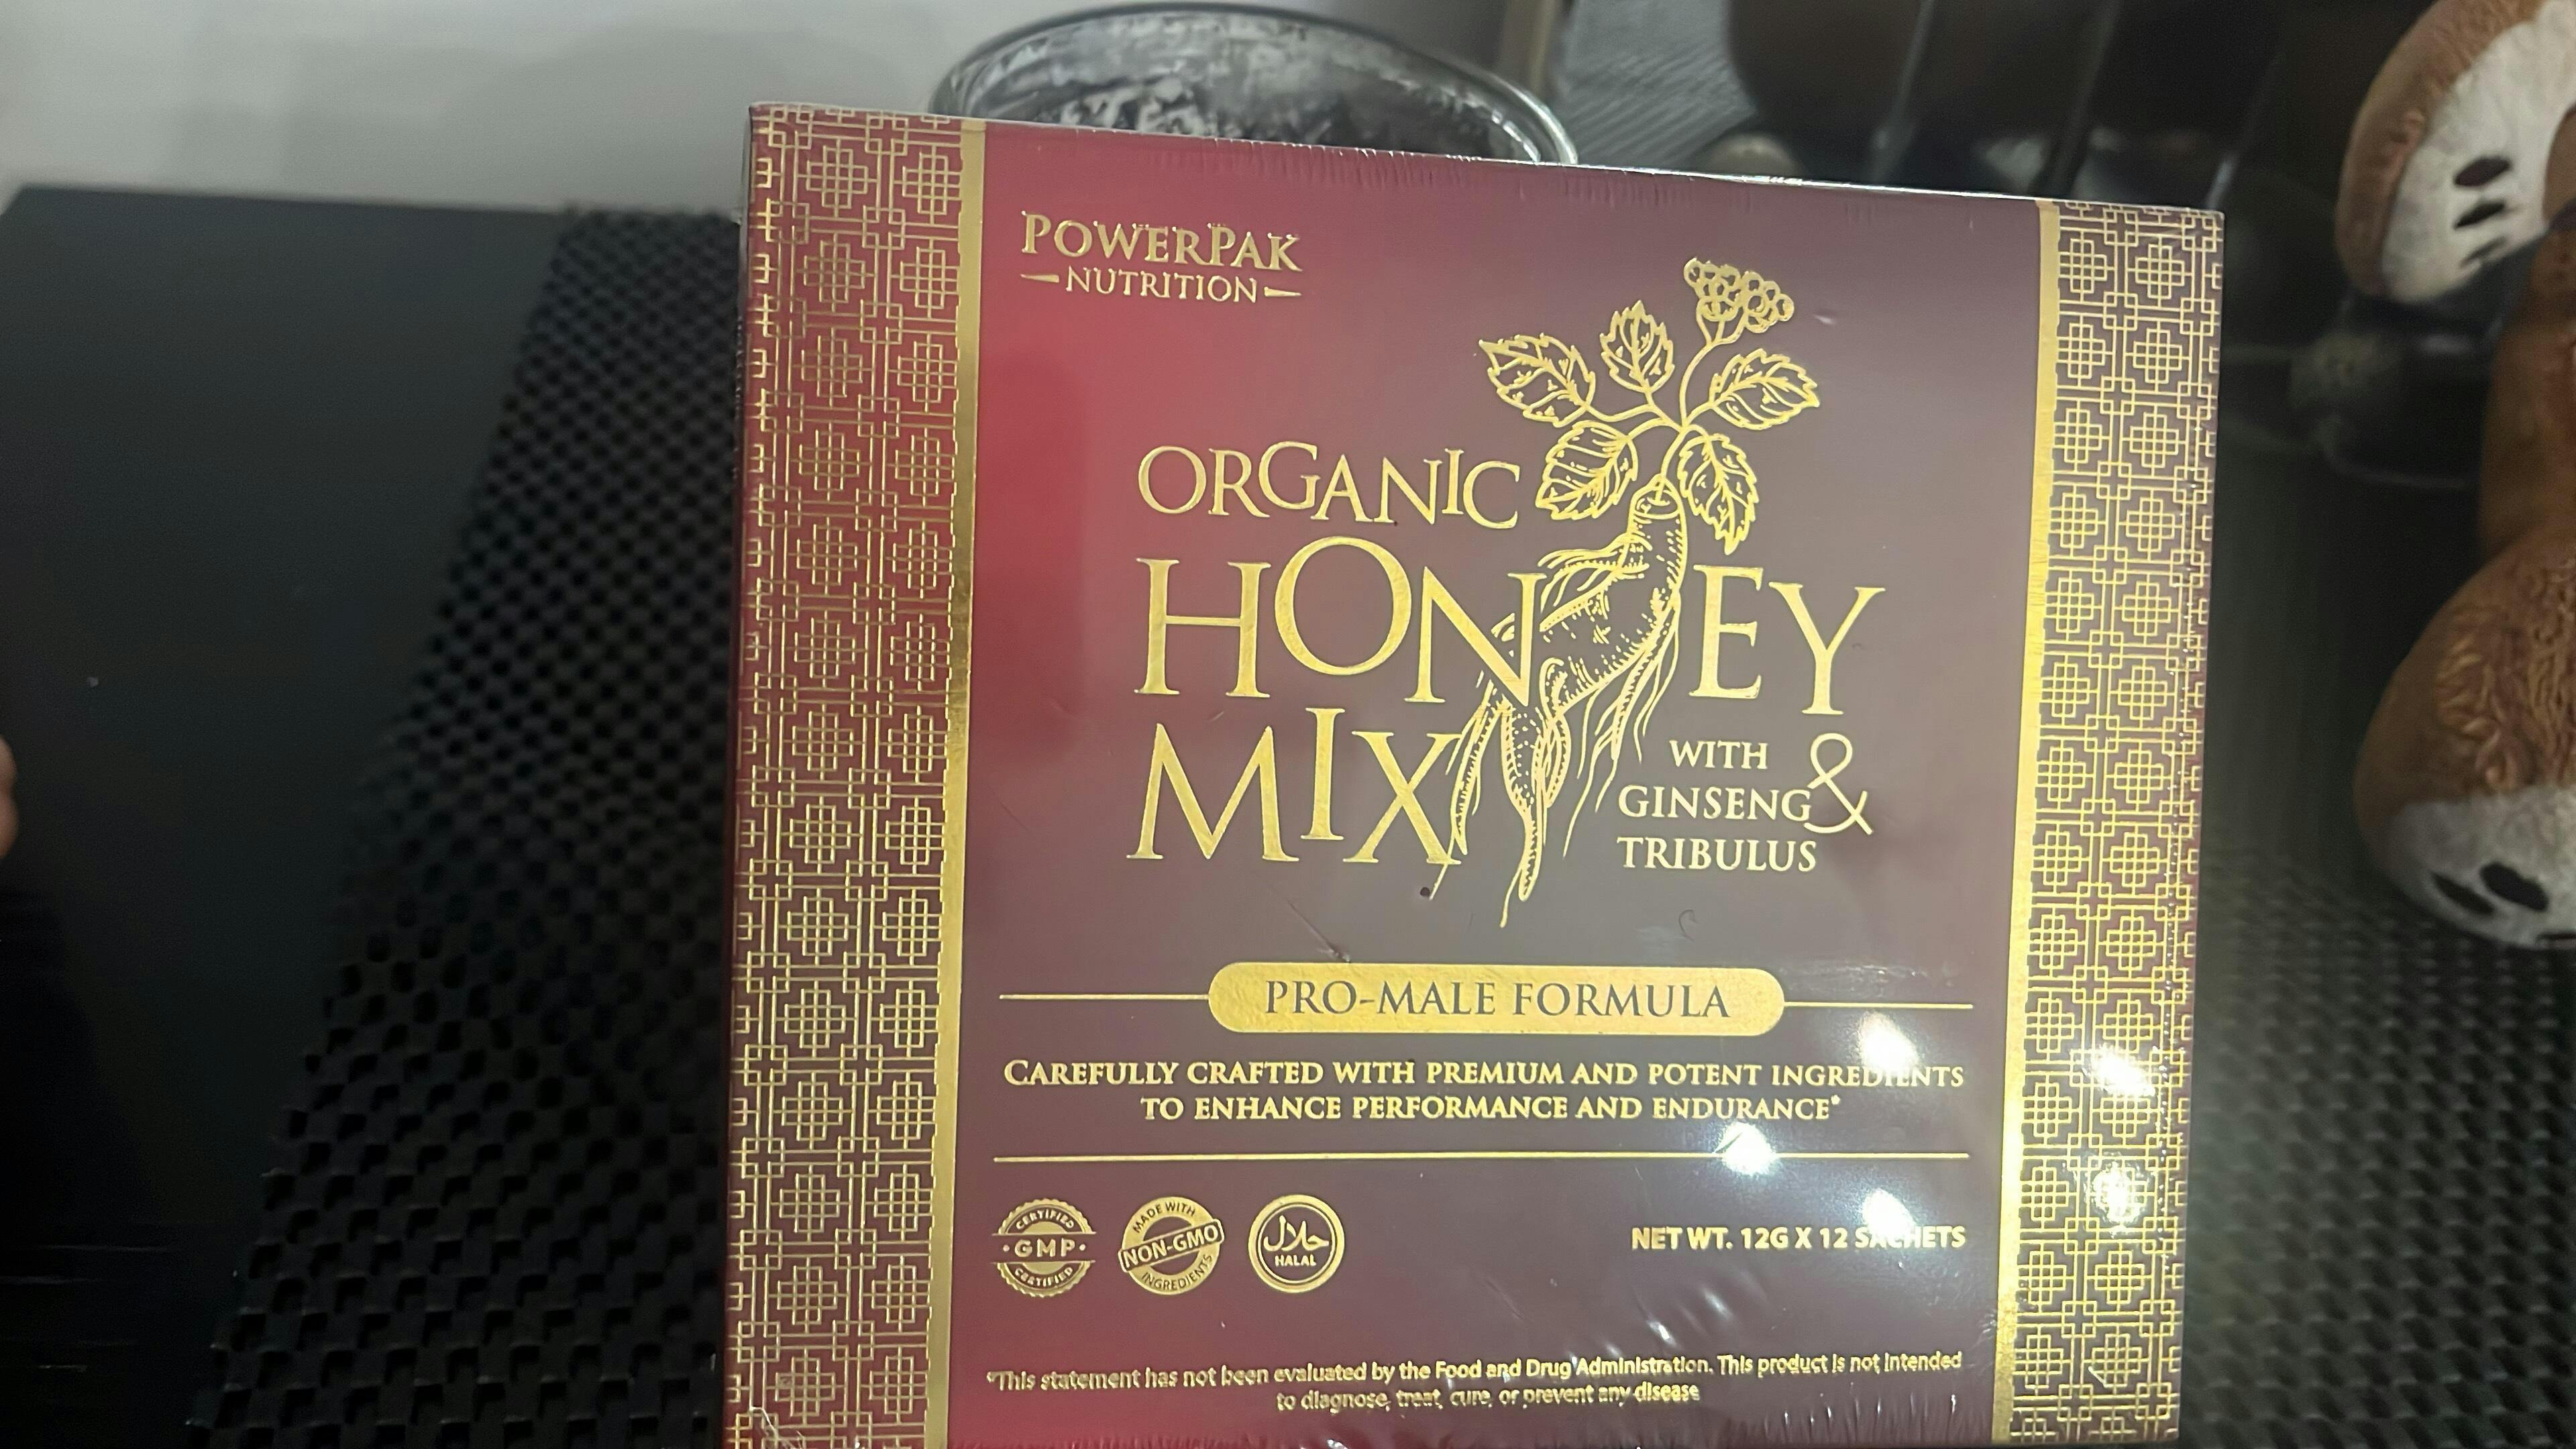 POWERPAK
NUTRITION
ORGANIC
HONEY
MIX
WITH
GINSENG &
TRIBULUS
PRO-MALE FORMULA
CAREFULLY CRAFTED WITH PREMIUM AND POTENT INGREDIENTS
TO ENHANCE PERFORMANCE AND ENDURANCE*
CERTIFIED
GMP
CERTIFIED
MADE WITH
NON-GMO
INGREDIENTS
حلال
HALAL
NET WT. 12G X 12 SACHETS
*This statement has not been evaluated by the Food and Drug Administration. This product is not intended
to diagnose, treat, cure, or prevent any disease